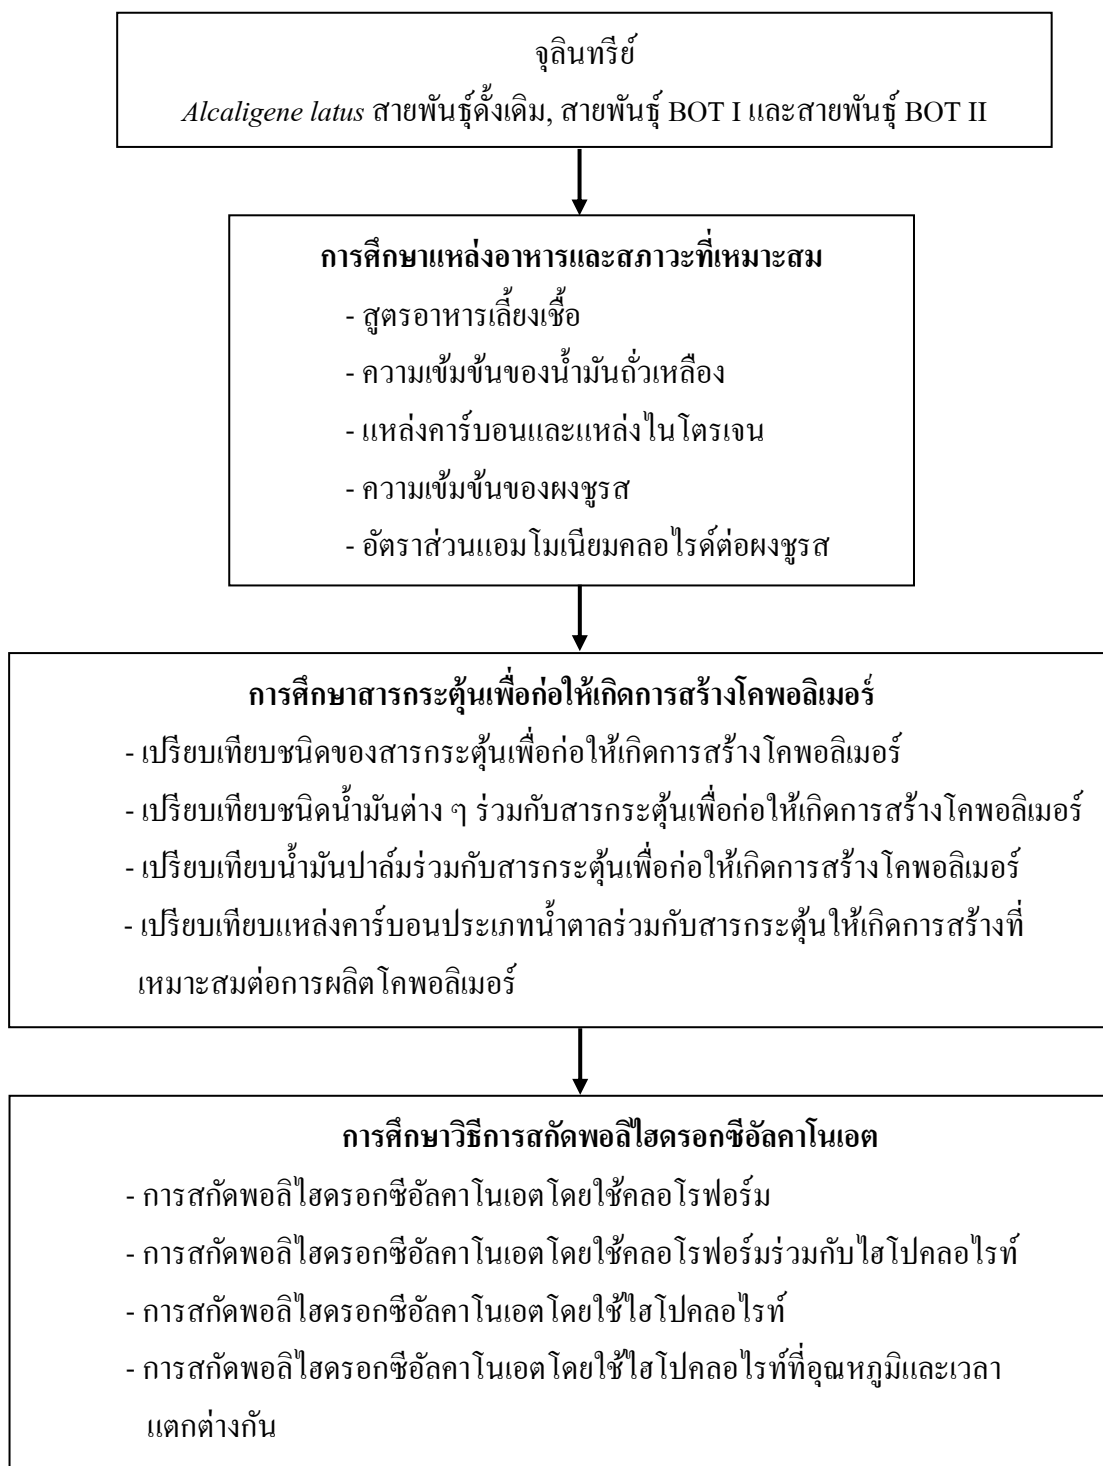 จุลินทรีย์
Alcaligene latus สายพันธุ์ดั้งเดิม, สายพันธุ์ BOT I และสายพันธุ์ BOT II
การศึกษาแหล่งอาหารและสภาวะที่เหมาะสม
- สูตรอาหารเลี้ยงเชื้อ
- ความเข้มข้นของน้ำมันถั่วเหลือง
- แหล่งคาร์บอนและแหล่งไนโตรเจน
- ความเข้มข้นของผงชูรส
- อัตราส่วนแอมโมเนียมคลอไรด์ต่อผงชูรส
การศึกษาสารกระตุ้นเพื่อก่อให้เกิดการสร้างโคพอลิเมอร์
- เปรียบเทียบชนิดของสารกระตุ้นเพื่อก่อให้เกิดการสร้างโคพอลิเมอร์
- เปรียบเทียบชนิดน้ำมันต่าง ๆ ร่วมกับสารกระตุ้นเพื่อก่อให้เกิดการสร้างโคพอลิเมอร์
- เปรียบเทียบน้ำมันปาล์มร่วมกับสารกระตุ้นเพื่อก่อให้เกิดการสร้างโคพอลิเมอร์
- เปรียบเทียบแหล่งคาร์บอนประเภทน้ำตาลร่วมกับสารกระตุ้นให้เกิดการสร้างที่
เหมาะสมต่อการผลิตโคพอลิเมอร์
การศึกษาวิธีการสกัดพอลิไฮดรอกซีอัลคาโนเอต
- การสกัดพอลิไฮดรอกซีอัลคาโนเอตโดยใช้คลอโรฟอร์ม
- การสกัดพอลิไฮดรอกซีอัลคาโนเอตโดยใช้คลอโรฟอร์มร่วมกับไฮโปคลอไรท์
- การสกัดพอลิไฮดรอกซีอัลคาโนเอตโดยใช้ไฮโปคลอไรท์
- การสกัดพอลิไฮดรอกซีอัลคาโนเอตโดยใช้ไฮโปคลอไรท์ที่อุณหภูมิและเวลา
แตกต่างกัน